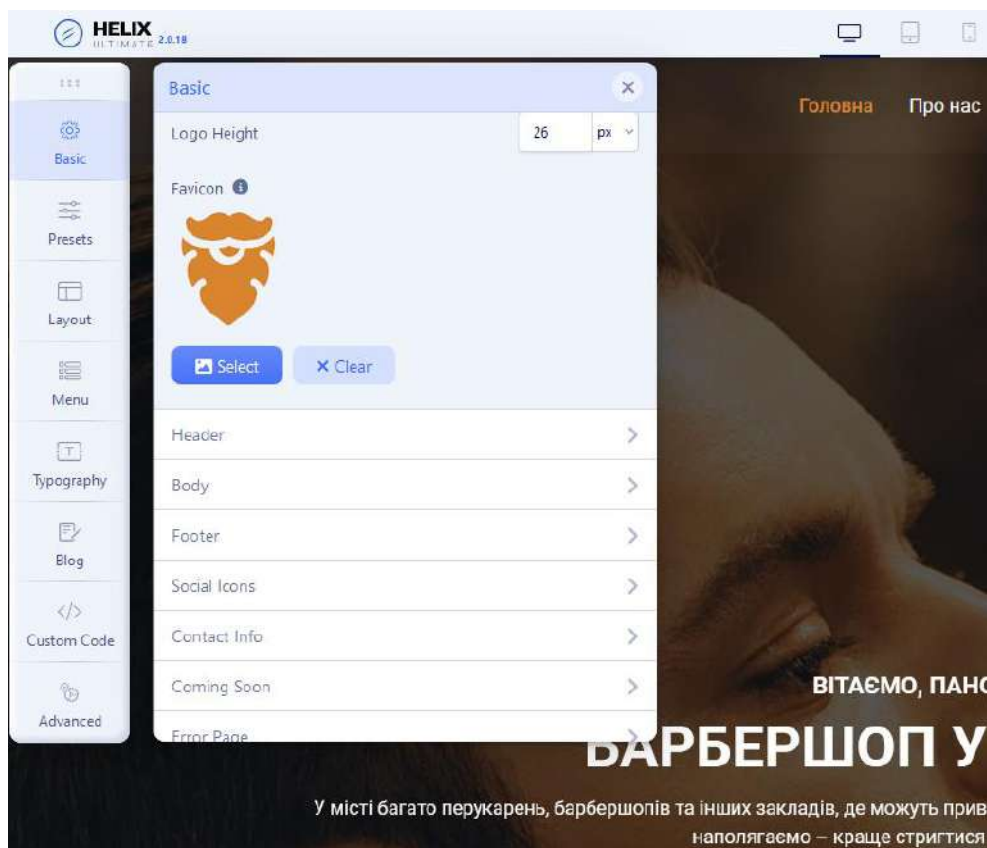 HELIX
ULTIMATE 2.0.18
Головна Про нас
Basic
Presets
Layout
Menu
Typography
Blog
Custom Code
Advanced
Basic
Logo Height 26 px
Favicon
Select Clear
Header
Body
Footer
Social Icons
Contact Info
Coming Soon
Error Page
ВІТАЄМО, ПАНО
БАРБЕРШОП У
У місті багато перукарень, барбершопів та інших закладів, де можуть прив
наполягаємо – краще стригтися